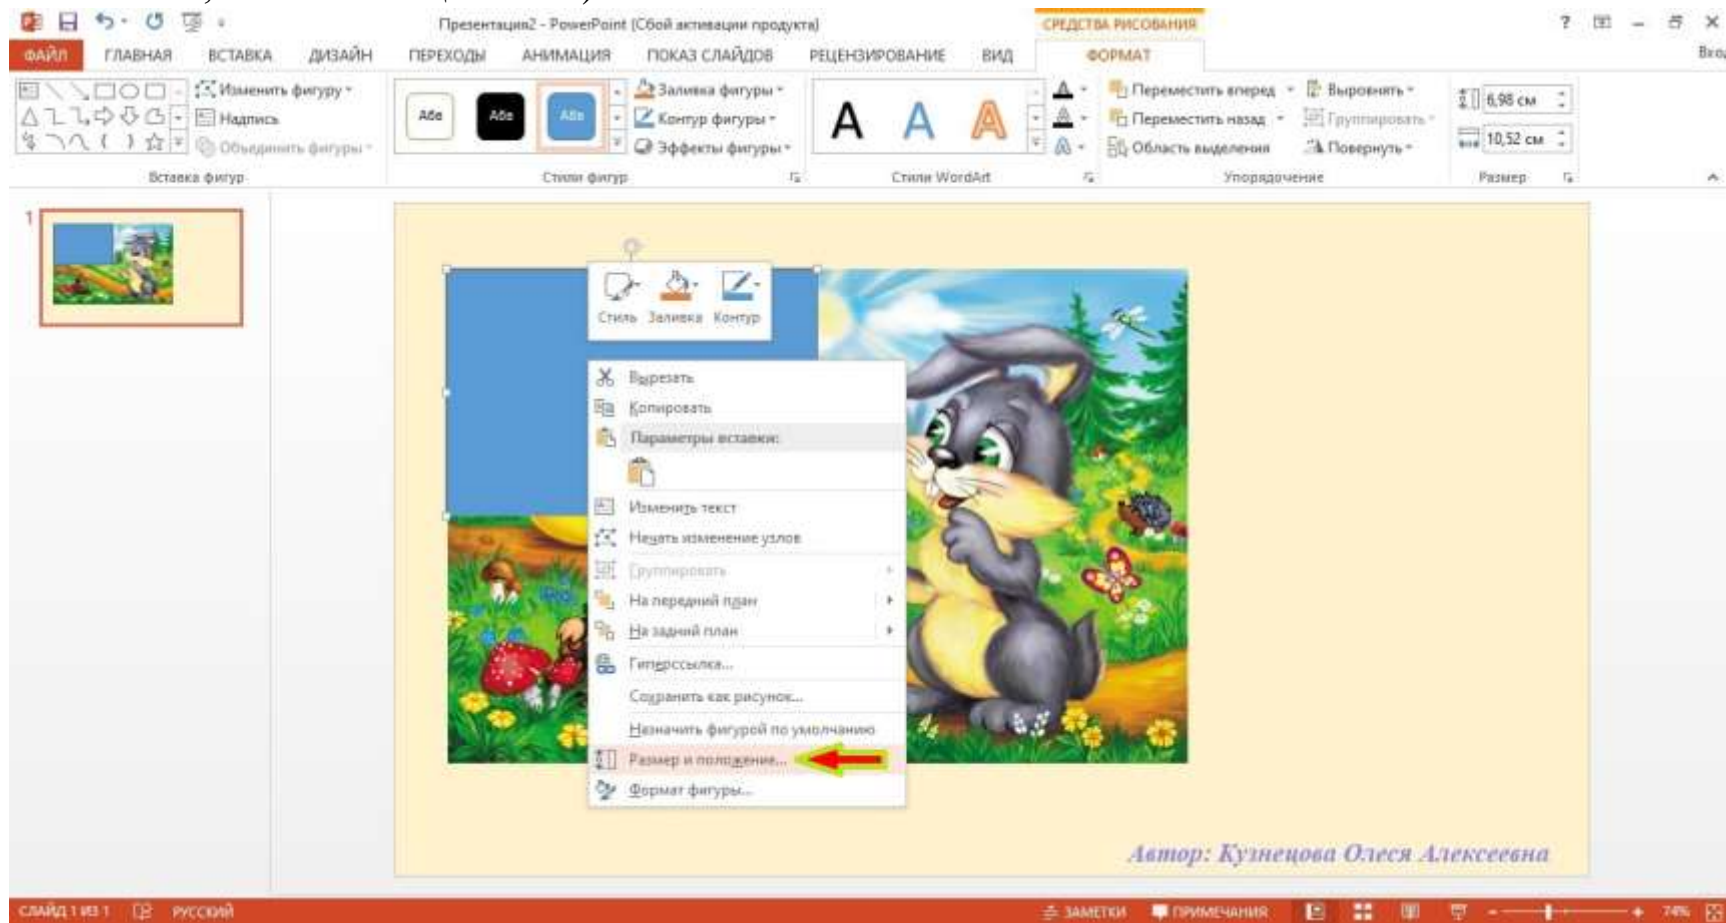 Презентация2 - PowerPoint (Сбой активации продукта)
СРЕДСТВА РИСОВАНИЯ
ФАЙЛ ГЛАВНАЯ ВСТАВКА ДИЗАЙН ПЕРЕХОДЫ АНИМАЦИЯ ПОКАЗ СЛАЙДОВ РЕЦЕНЗИРОВАНИЕ ВИД ФОРМАТ Вхо
Изменить фигуру
Надпись
Объединить фигуры
Вставка фигур
Абв Абв Абв
Заливка фигуры
Контур фигуры
Эффекты фигуры
Стили фигур
A A A
Стили WordArt
Переместить вперед
Переместить назад
Область выделения
Выровнять
Группировать
Повернуть
Упорядочение
6,98 см
10,52 см
Размер
1
Стиль Заливка Контур
Вырезать
Копировать
Параметры вставки:
Изменить текст
Начать изменение узлов
Группировать
На передний план
На задний план
Гиперссылка...
Сохранить как рисунок...
Назначить фигурой по умолчанию
Размер и положение...
Формат фигуры...
Автор: Кузнецова Олеся Алексеевна
СЛАЙД 1 ИЗ 1 РУССКИЙ ЗАМЕТКИ ПРИМЕЧАНИЯ 74%